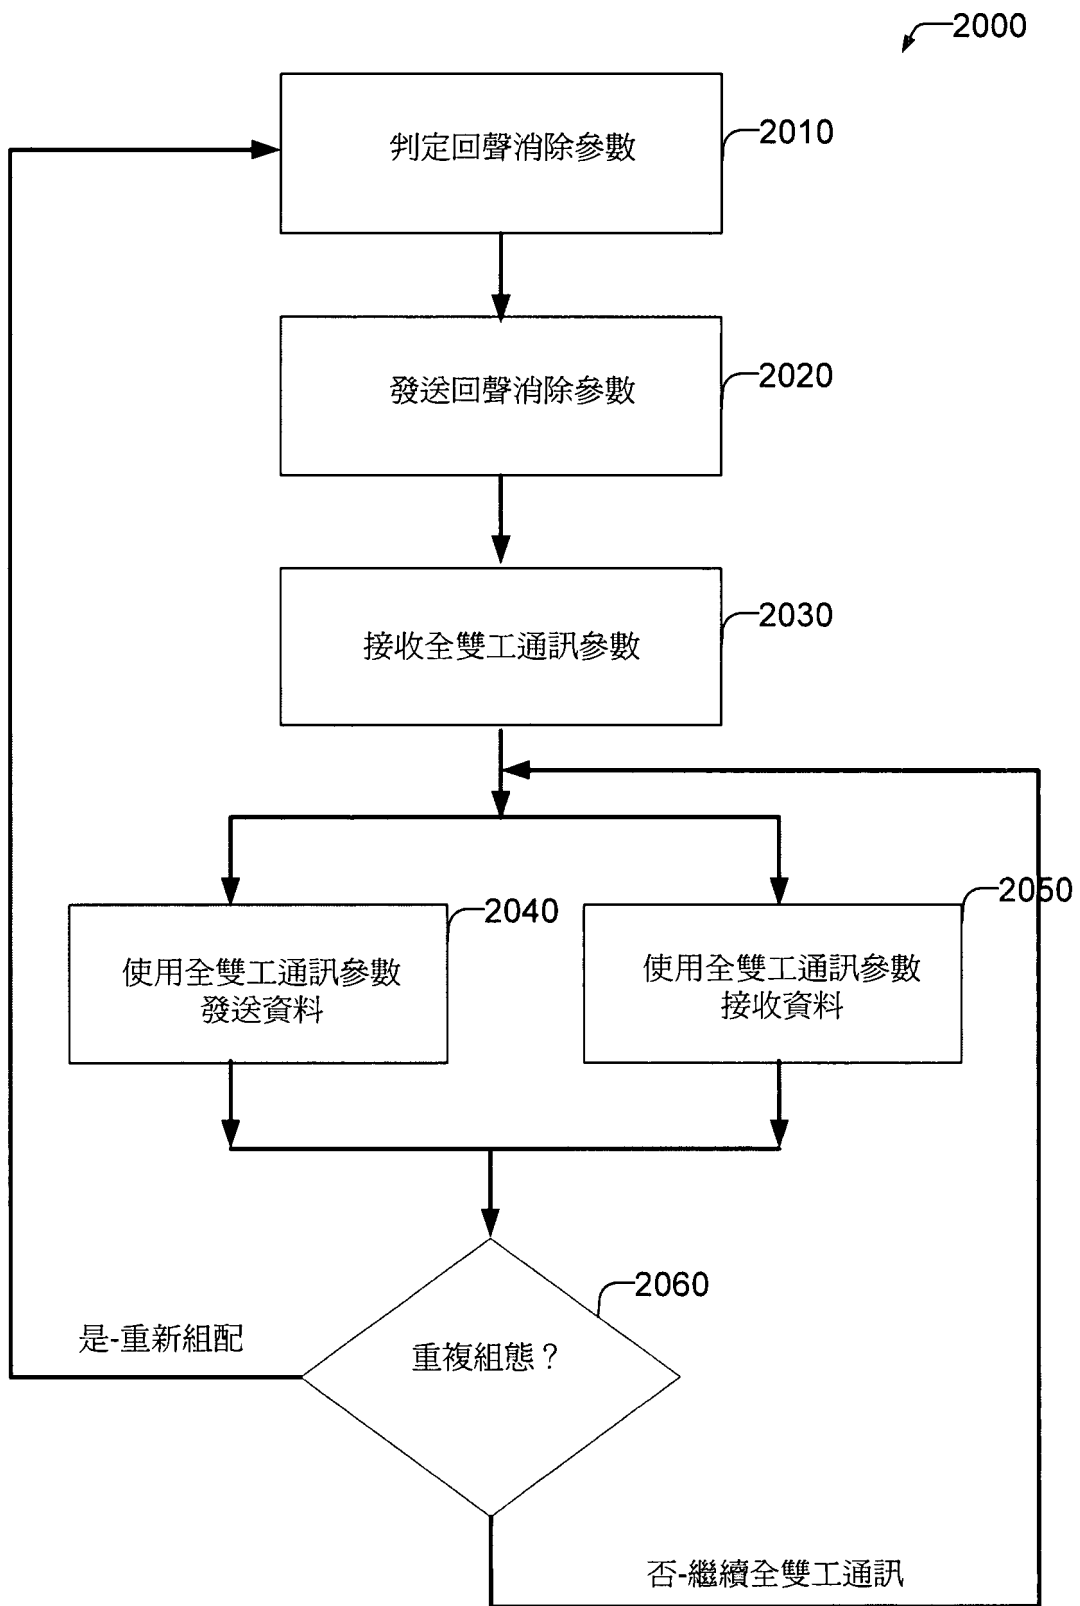 2000
判定回聲消除參數
2010
發送回聲消除參數
2020
接收全雙工通訊參數
2030
使用全雙工通訊參數
發送資料
2040
使用全雙工通訊參數
接收資料
2050
重複組態？
2060
是-重新組配
否-繼續全雙工通訊